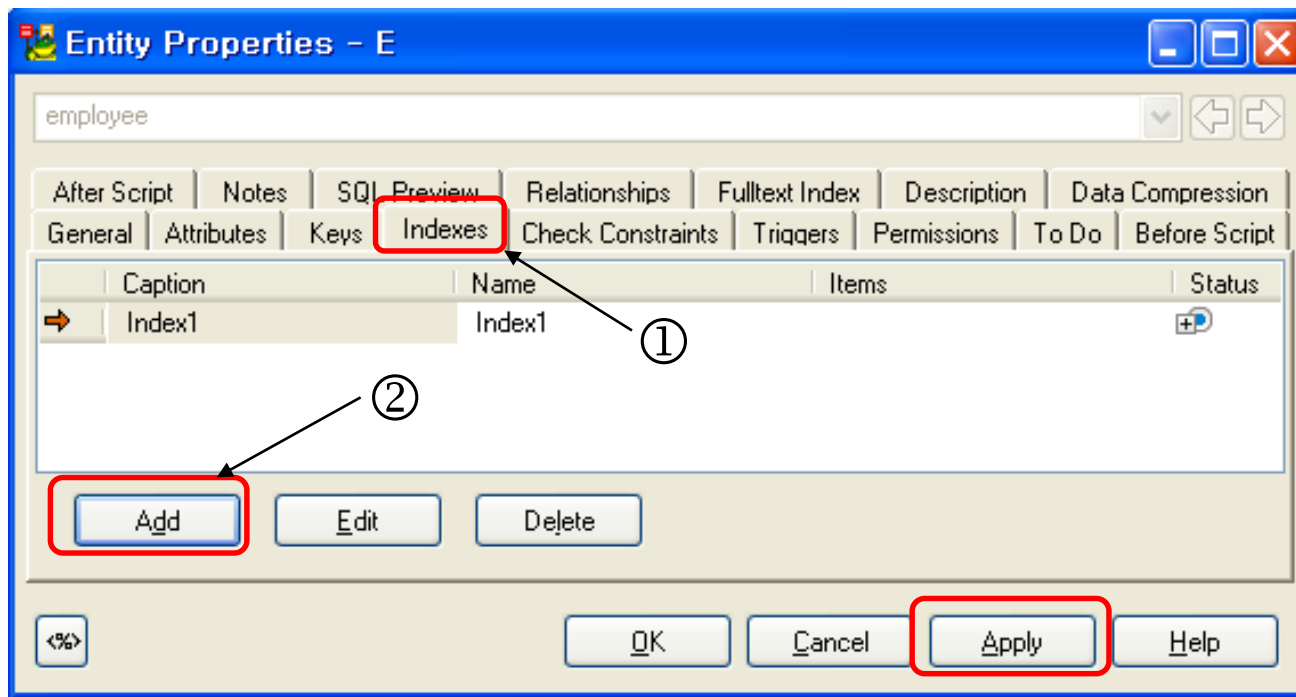 Entity Properties - E
employee
After Script Notes SQL Preview Relationships Fulltext Index Description Data Compression
General Attributes Keys Indexes Check Constraints Triggers Permissions To Do Before Script
Caption Name Items Status
Index1 Index1
①
②
Add Edit Delete
<%> OK Cancel Apply Help